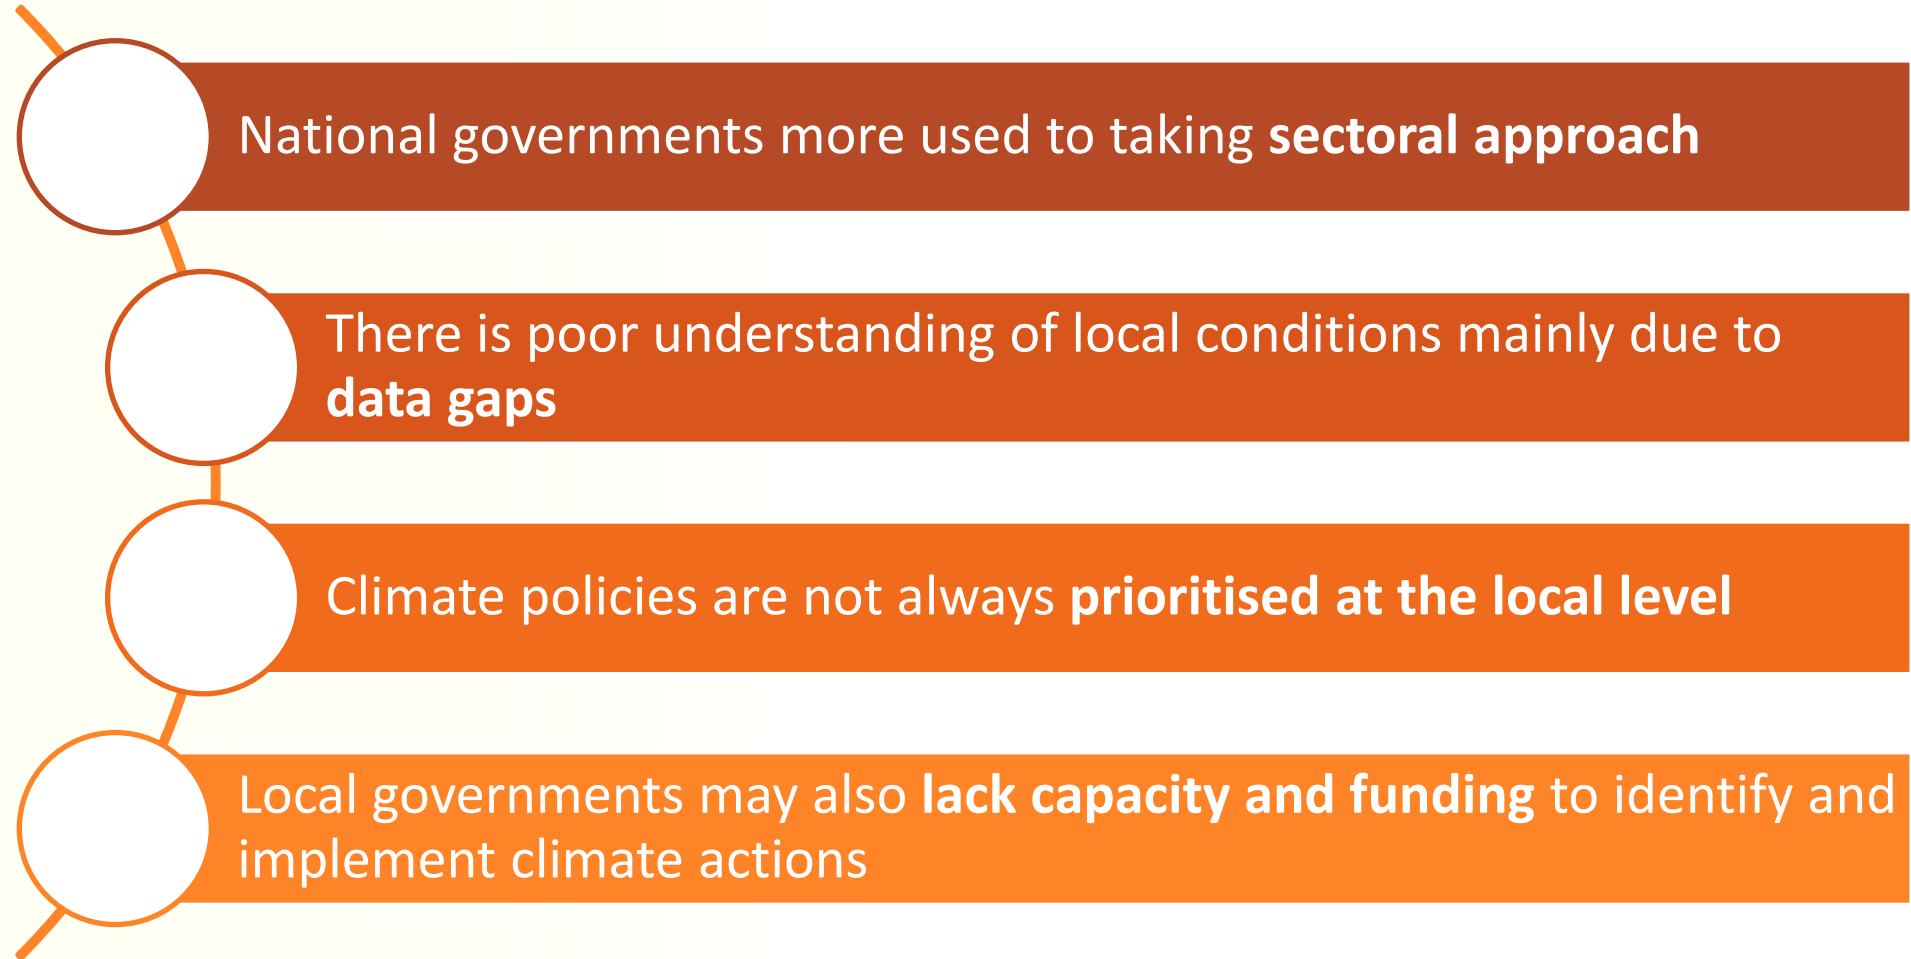 National governments more used to taking sectoral approach
There is poor understanding of local conditions mainly due to
data gaps
Climate policies are not always prioritised at the local level
Local governments may also lack capacity and funding to identify and
implement climate actions